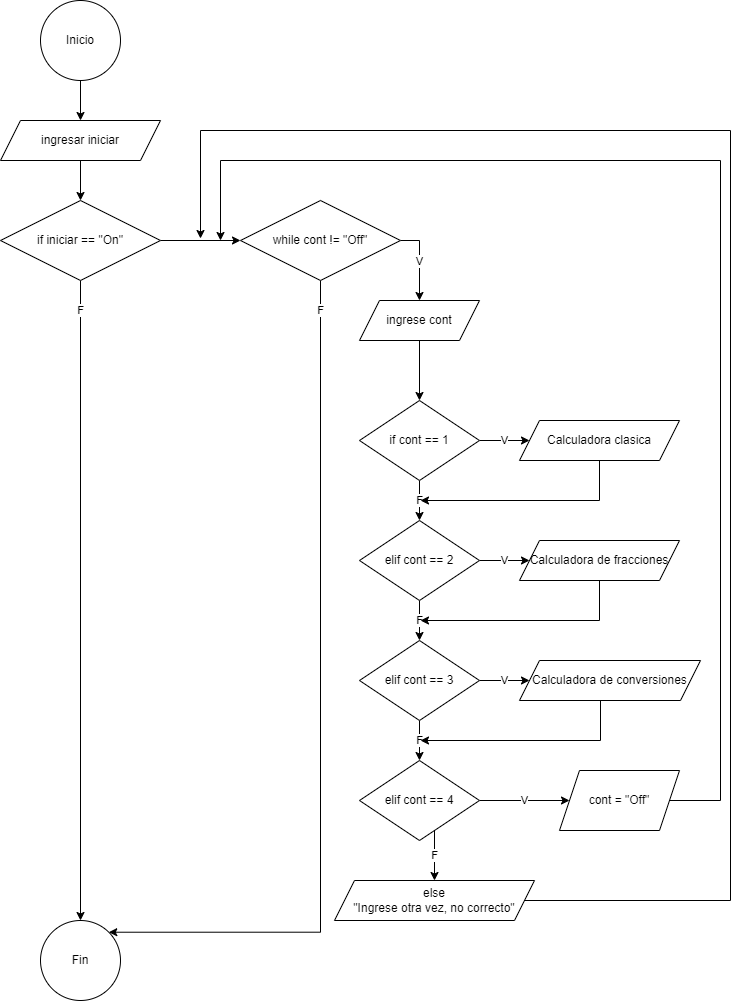 Inicio
ingresar iniciar
if iniciar == "On"
while cont != "Off"
V
F
F
ingrese cont
if cont == 1
V
Calculadora clasica
F
elif cont == 2
V
Calculadora de fracciones
F
elif cont == 3
V
Calculadora de conversiones
F
elif cont == 4
V
cont = "Off"
F
else
"Ingrese otra vez, no correcto"
Fin